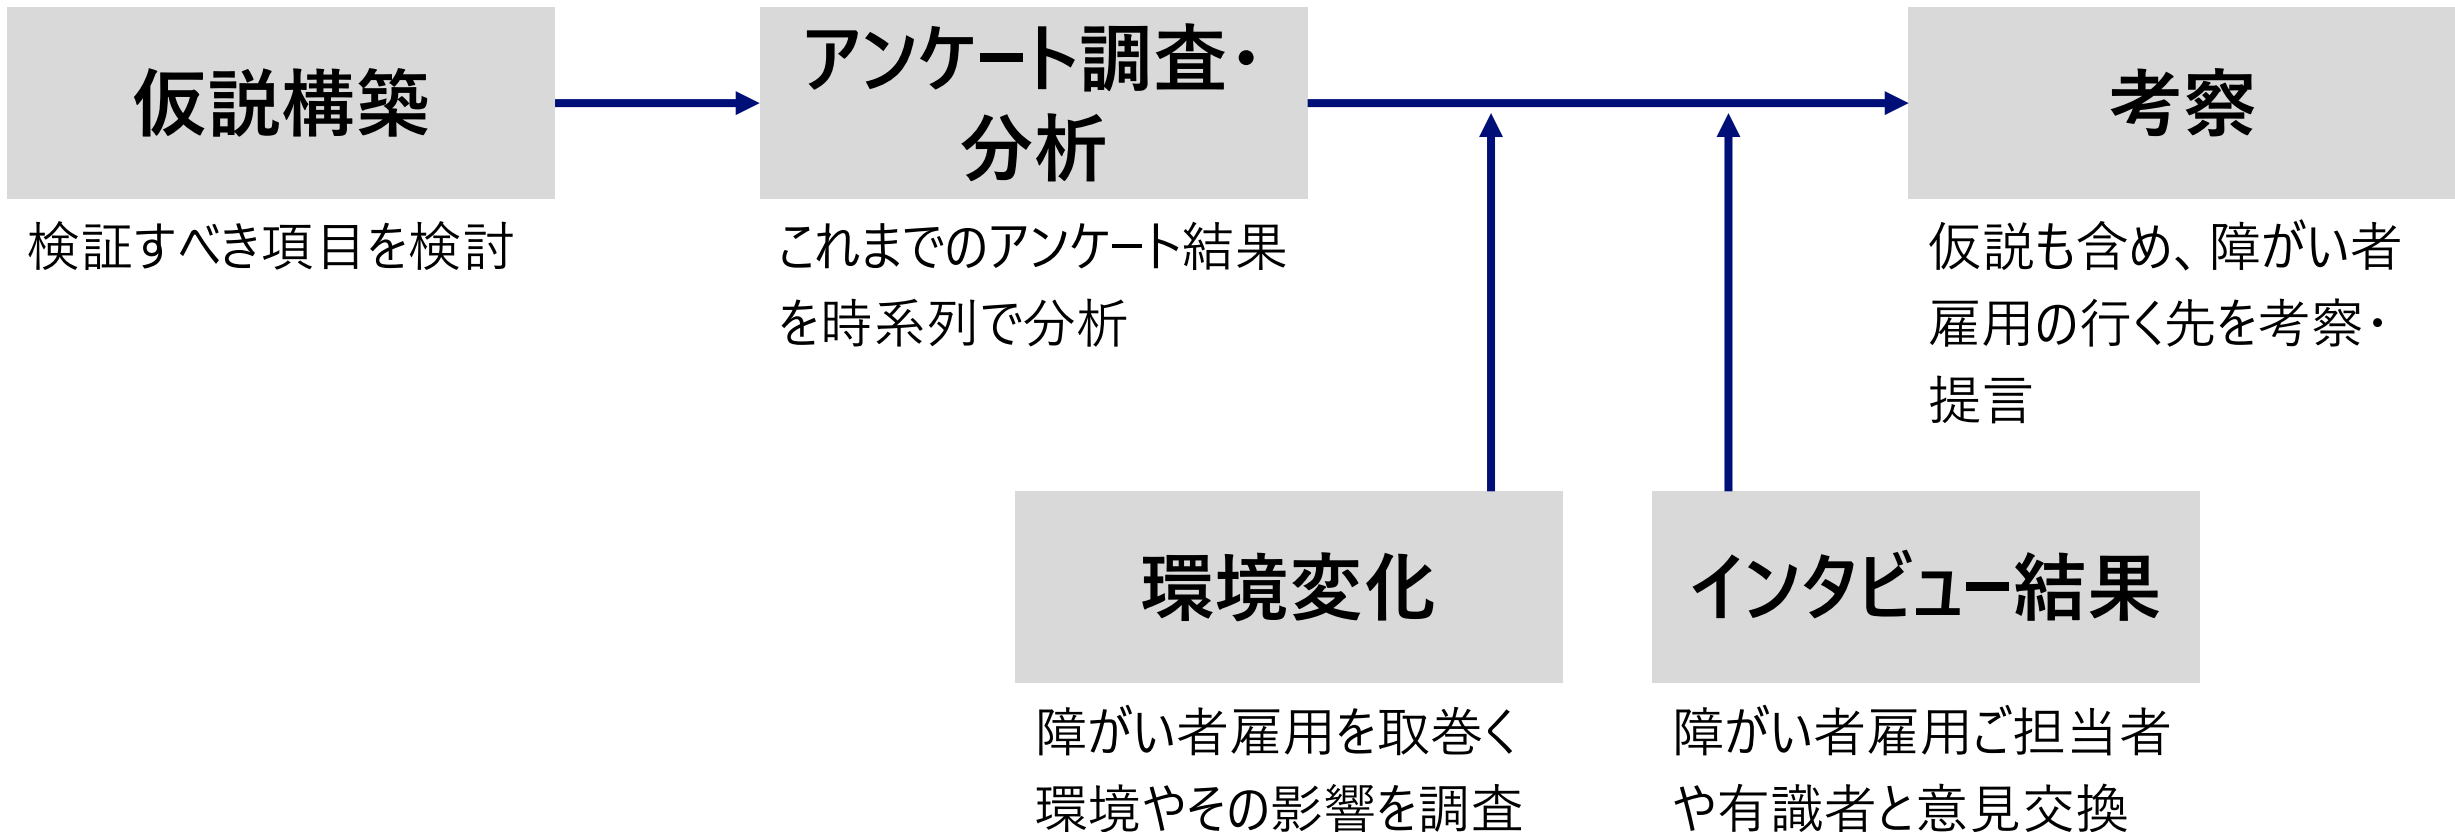 仮説構築
検証すべき項目を検討
アンケート調査・
分析
これまでのアンケート結果
を時系列で分析
考察
仮説も含め、障がい者
雇用の行く先を考察・
提言
環境変化
障がい者雇用を取巻く
環境やその影響を調査
インタビュー結果
障がい者雇用ご担当者
や有識者と意見交換